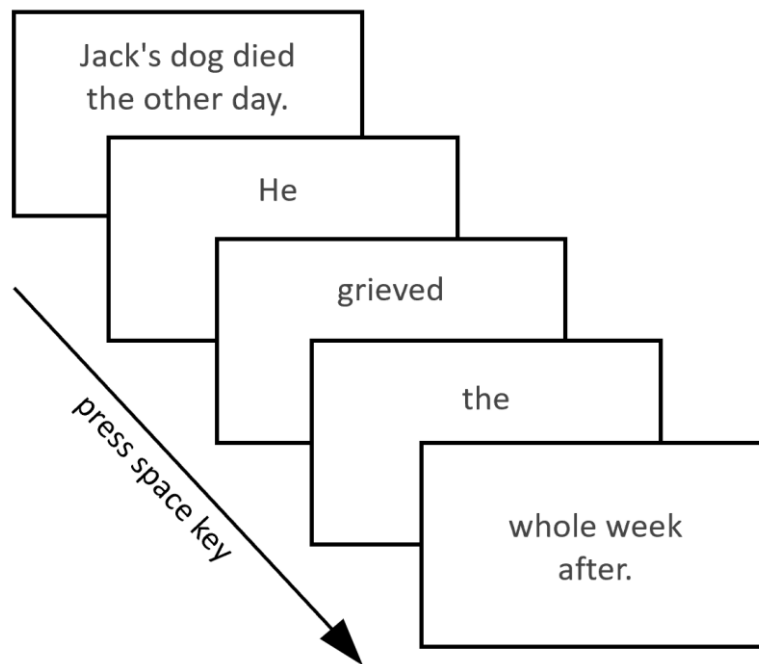 Jack's dog died
the other day.
He
grieved
the
whole week
after.
press space key